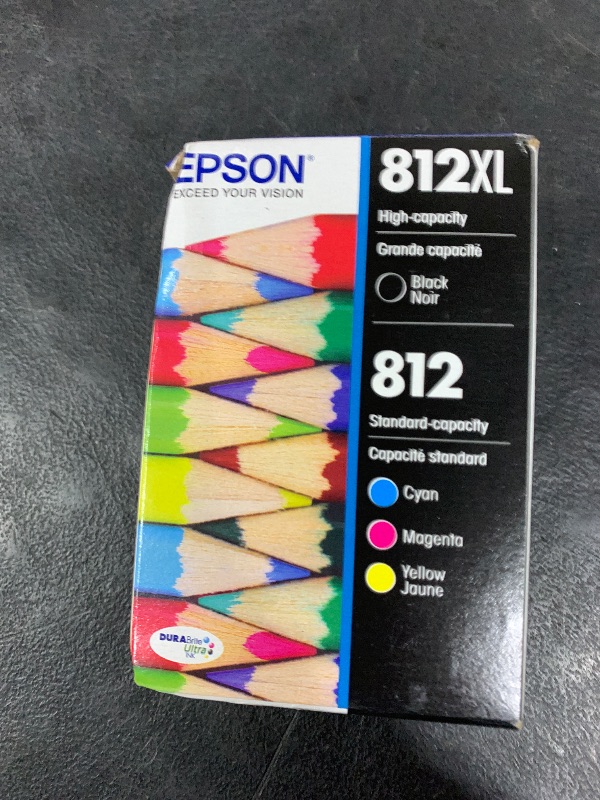 EPSON®
EXCEED YOUR VISION
812XL
High-capacity
Grande capacité
Black
Noir
812
Standard-capacity
Capacité standard
Cyan
Magenta
Yellow
Jaune
DURABrite
Ultra
INK